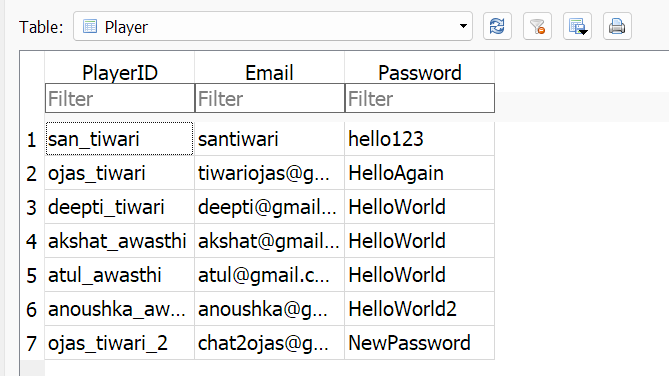 Table: Player
PlayerID Email Password
Filter Filter Filter
1 san_tiwari santiwari hello123
2 ojas_tiwari tiwariojas@g... HelloAgain
3 deepti_tiwari deepti@gmail... HelloWorld
4 akshat_awasthi akshat@gmail... HelloWorld
5 atul_awasthi atul@gmail.c... HelloWorld
6 anoushka_aw... anoushka@g... HelloWorld2
7 ojas_tiwari_2 chat2ojas@g... NewPassword